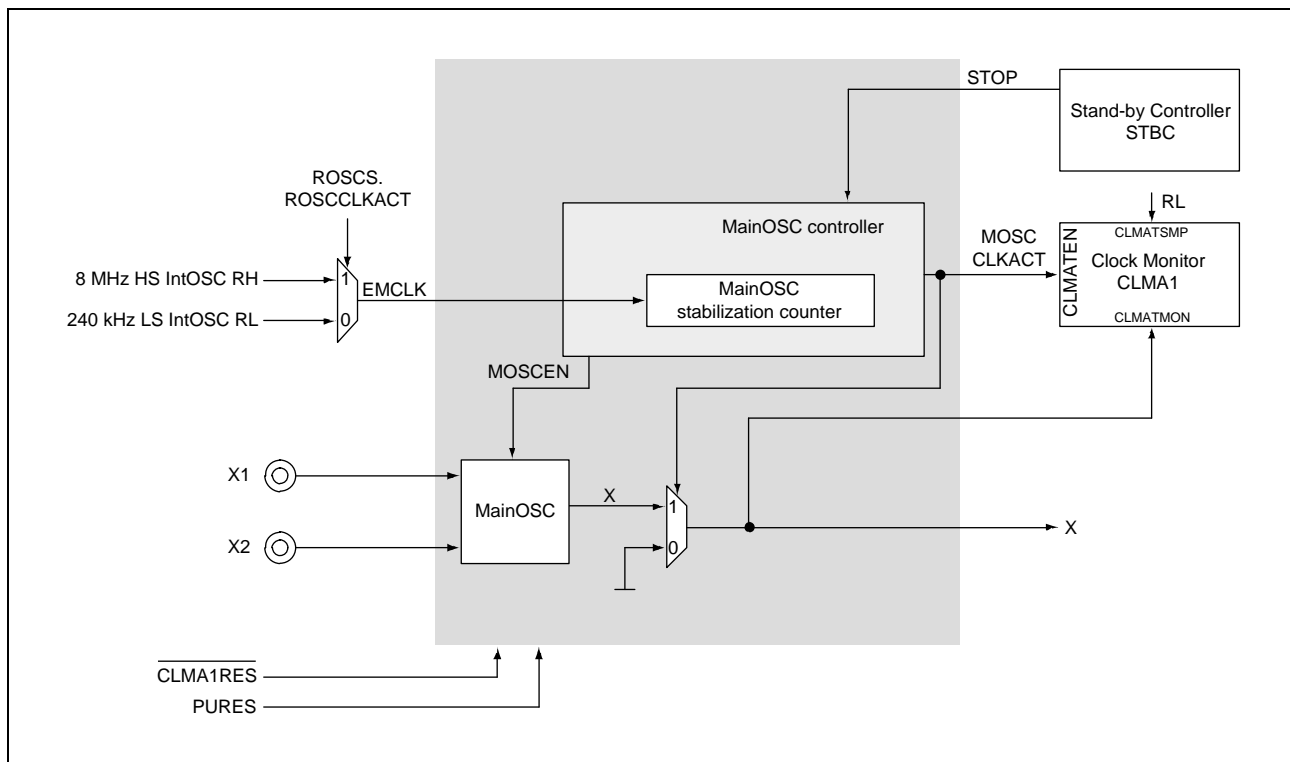 STOP
Stand-by Controller
STBC
ROSCS.
ROSCCLKACT
RL
MainOSC controller
MOSC
CLKACT
CLMATEN
CLMATSMP
Clock Monitor
CLMA1
CLMATMON
8 MHz HS IntOSC RH
1
EMCLK
MainOSC
stabilization counter
240 kHz LS IntOSC RL
0
MOSCEN
X1
MainOSC
X
1
X2
0
X
CLMA1RES
PURES